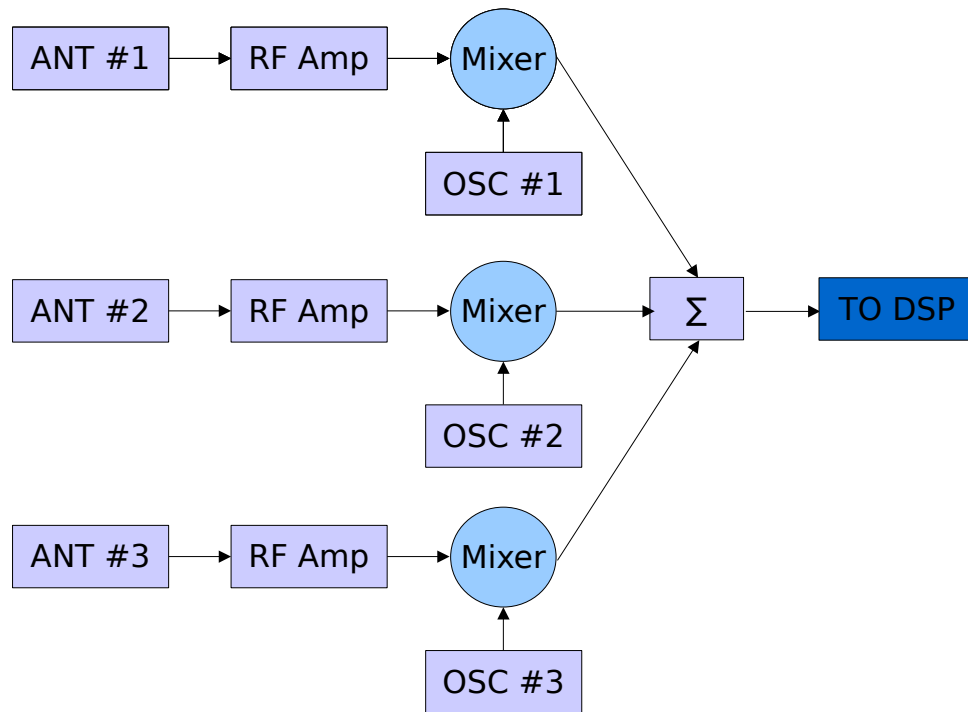 ANT #1
RF Amp
Mixer
OSC #1
ANT #2
RF Amp
Mixer
Σ
TO DSP
OSC #2
ANT #3
RF Amp
Mixer
OSC #3